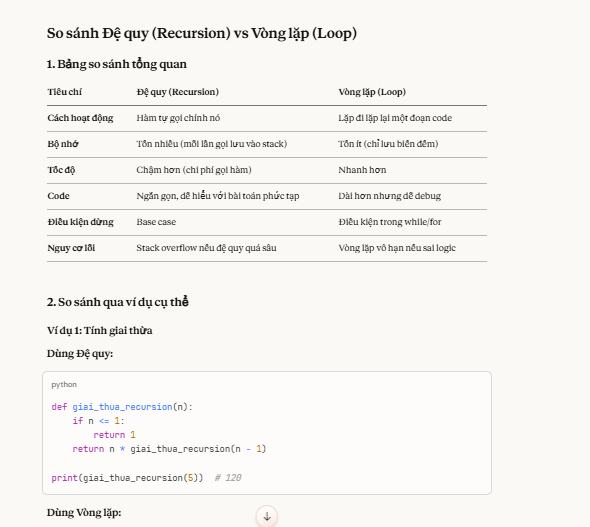 So sánh Đệ quy (Recursion) vs Vòng lặp (Loop)
1. Bảng so sánh tổng quan
Tiêu chí Đệ quy (Recursion) Vòng lặp (Loop)
Cách hoạt động Hàm tự gọi chính nó Lặp đi lặp lại một đoạn code
Bộ nhớ Tốn nhiều (mỗi lần gọi lưu vào stack) Tốn ít (chỉ lưu biến đếm)
Tốc độ Chậm hơn (chi phí gọi hàm) Nhanh hơn
Code Ngắn gọn, dễ hiểu với bài toán phức tạp Dài hơn nhưng dễ debug
Điều kiện dừng Base case Điều kiện trong while/for
Nguy cơ lỗi Stack overflow nếu đệ quy quá sâu Vòng lặp vô hạn nếu sai logic
2. So sánh qua ví dụ cụ thể
Ví dụ 1: Tính giai thừa
Dùng Đệ quy:
python
def giai_thua_recursion(n):
    if n <= 1:
        return 1
    return n * giai_thua_recursion(n - 1)
print(giai_thua_recursion(5))  # 120
Dùng Vòng lặp: